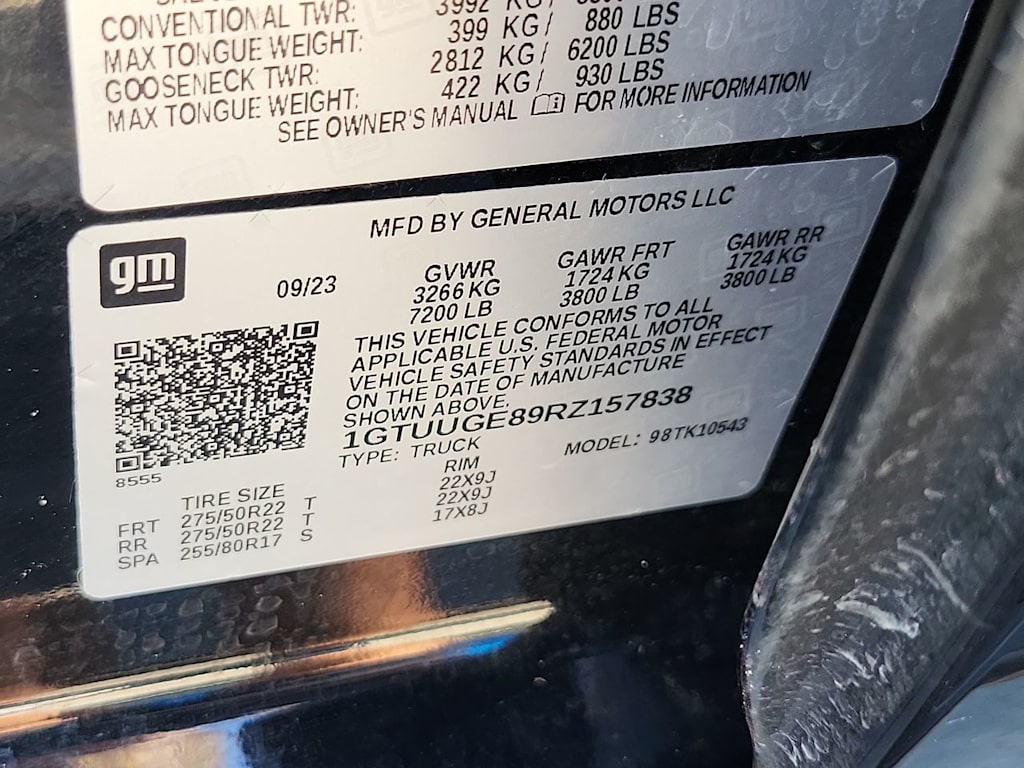 CONVENTIONAL TWR: 3992 KG/
MAX TONGUE WEIGHT: 399 KG/ 880 LBS
GOOSENECK TWR: 2812 KG/ 6200 LBS
MAX TONGUE WEIGHT: 422 KG/ 930 LBS
SEE OWNER'S MANUAL FOR MORE INFORMATION
MFD BY GENERAL MOTORS LLC
gm
09/23
GVWR GAWR FRT GAWR RR
3266 KG 1724 KG 1724 KG
7200 LB 3800 LB 3800 LB
THIS VEHICLE CONFORMS TO ALL
APPLICABLE U.S. FEDERAL MOTOR
VEHICLE SAFETY STANDARDS IN EFFECT
ON THE DATE OF MANUFACTURE
SHOWN ABOVE.
1GTUUGE89RZ157838
TYPE: TRUCK MODEL: 98TK10543
8555
TIRE SIZE RIM
FRT 275/50R22 T 22X9J
RR 275/50R22 T 22X9J
SPA 255/80R17 S 17X8J